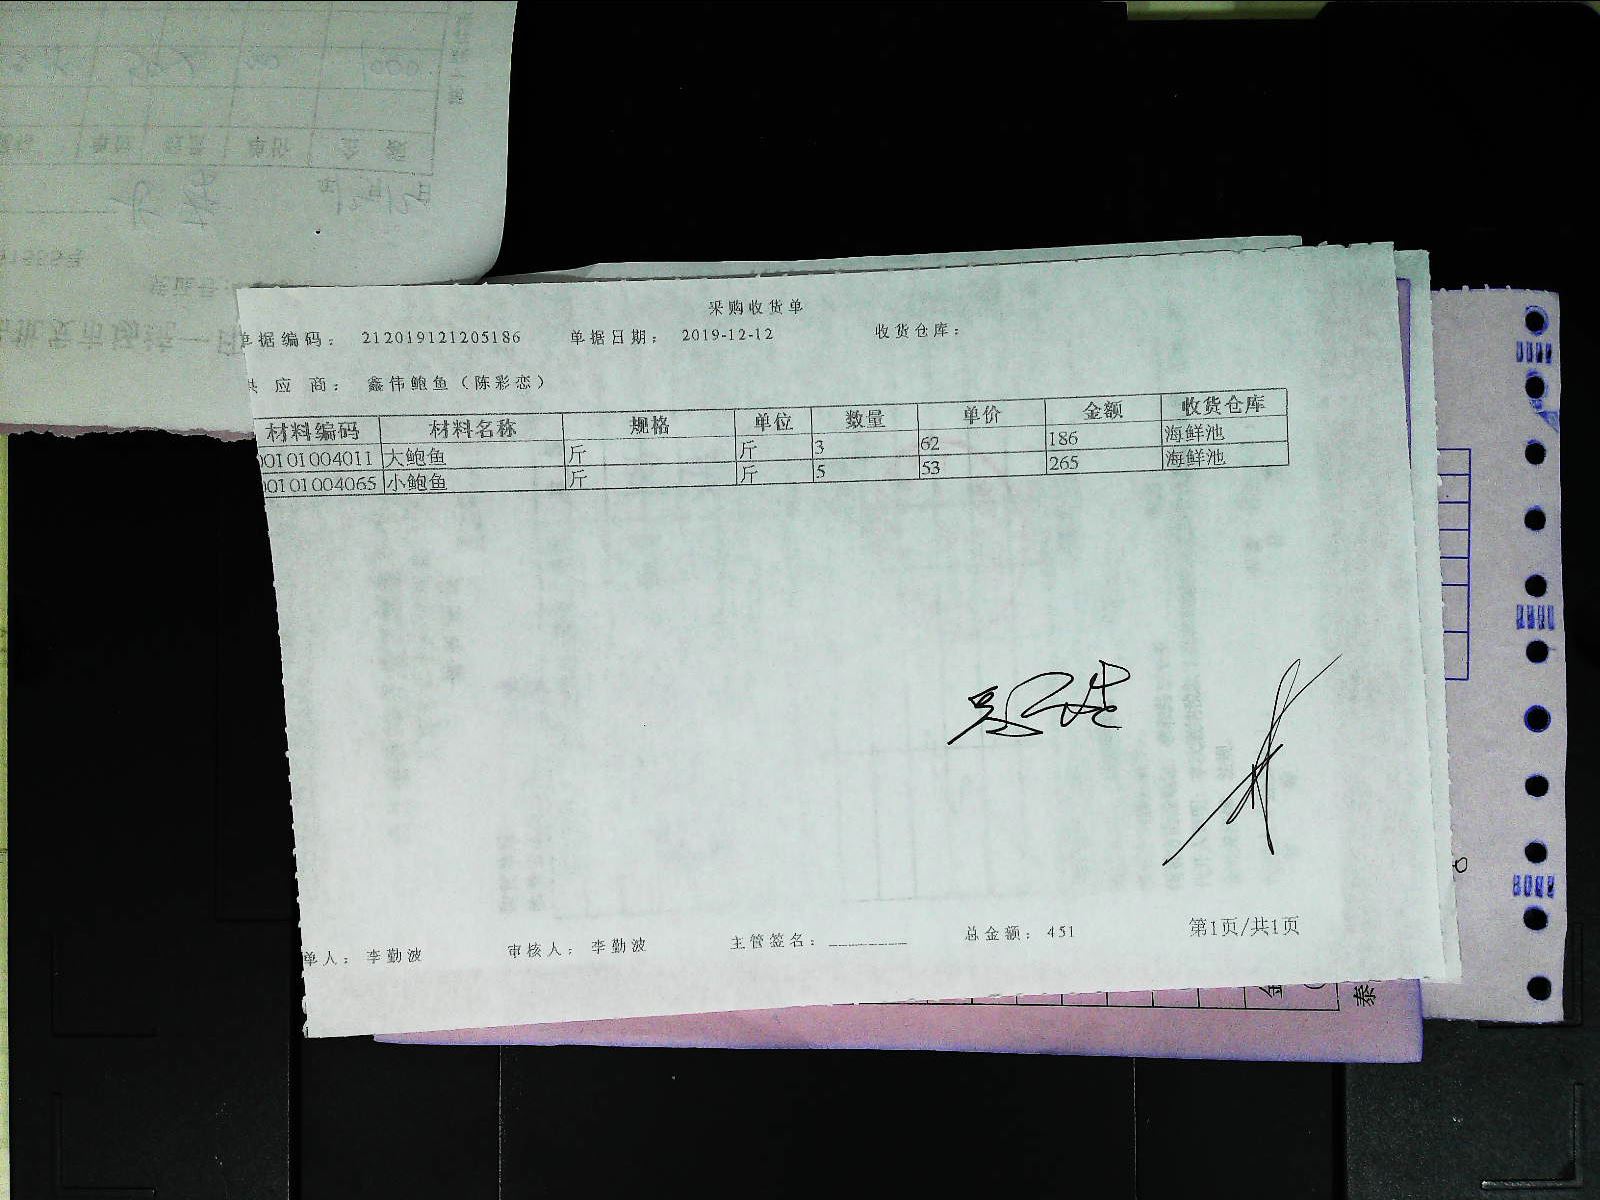 采购收货单
单据编码： 212019121205186 单据日期： 2019-12-12 收货仓库：
供 应 商： 鑫伟鲍鱼（陈彩恋）
材料编码 材料名称 规格 单位 数量 单价 金额 收货仓库
00101004011 大鲍鱼 斤 斤 3 62 186 海鲜池
00101004065 小鲍鱼 斤 斤 5 53 265 海鲜池
单人： 李勤波 审核人： 李勤波 主管签名： 总金额： 451 第1页/共1页
泰